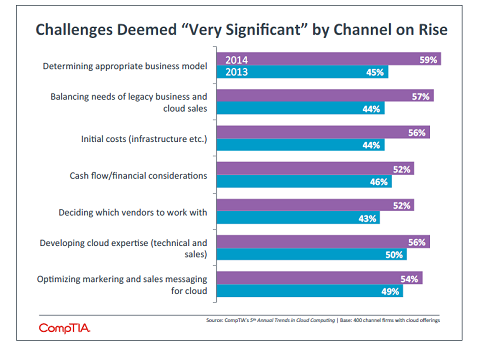 Challenges Deemed “Very Significant” by Channel on Rise
Determining appropriate business model
2014
59%
2013
45%
Balancing needs of legacy business and
cloud sales
57%
44%
Initial costs (infrastructure etc.)
56%
44%
Cash flow/financial considerations
52%
46%
Deciding which vendors to work with
52%
43%
Developing cloud expertise (technical and
sales)
56%
50%
Optimizing markering and sales messaging
for cloud
54%
49%
Source: CompTIA's 5th Annual Trends in Cloud Computing | Base: 400 channel firms with cloud offerings
CompTIA.